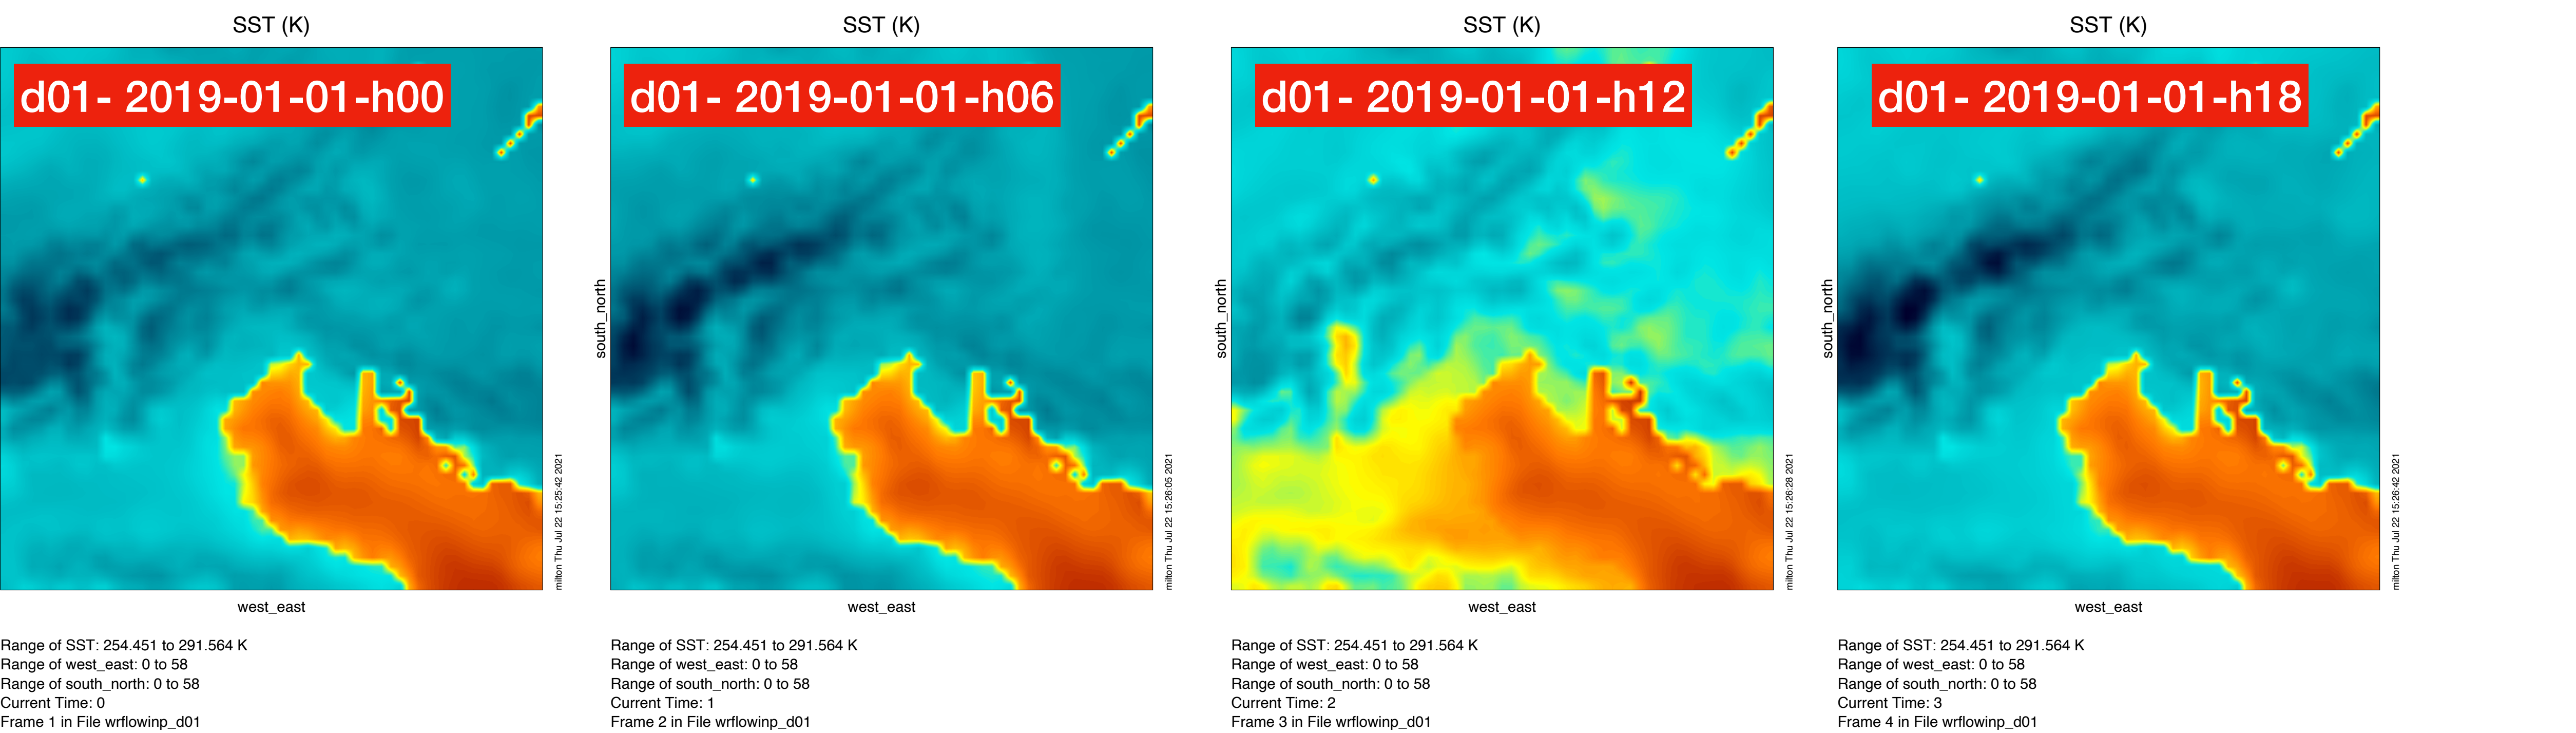 SST (K)
d01- 2019-01-01-h00
west_east
milton Thu Jul 22 15:25:42 2021
Range of SST: 254.451 to 291.564 K
Range of west_east: 0 to 58
Range of south_north: 0 to 58
Current Time: 0
Frame 1 in File wrflowinp_d01
SST (K)
d01- 2019-01-01-h06
south_north
west_east
milton Thu Jul 22 15:26:05 2021
Range of SST: 254.451 to 291.564 K
Range of west_east: 0 to 58
Range of south_north: 0 to 58
Current Time: 1
Frame 2 in File wrflowinp_d01
SST (K)
d01- 2019-01-01-h12
south_north
west_east
milton Thu Jul 22 15:26:28 2021
Range of SST: 254.451 to 291.564 K
Range of west_east: 0 to 58
Range of south_north: 0 to 58
Current Time: 2
Frame 3 in File wrflowinp_d01
SST (K)
d01- 2019-01-01-h18
south_north
west_east
milton Thu Jul 22 15:26:42 2021
Range of SST: 254.451 to 291.564 K
Range of west_east: 0 to 58
Range of south_north: 0 to 58
Current Time: 3
Frame 4 in File wrflowinp_d01